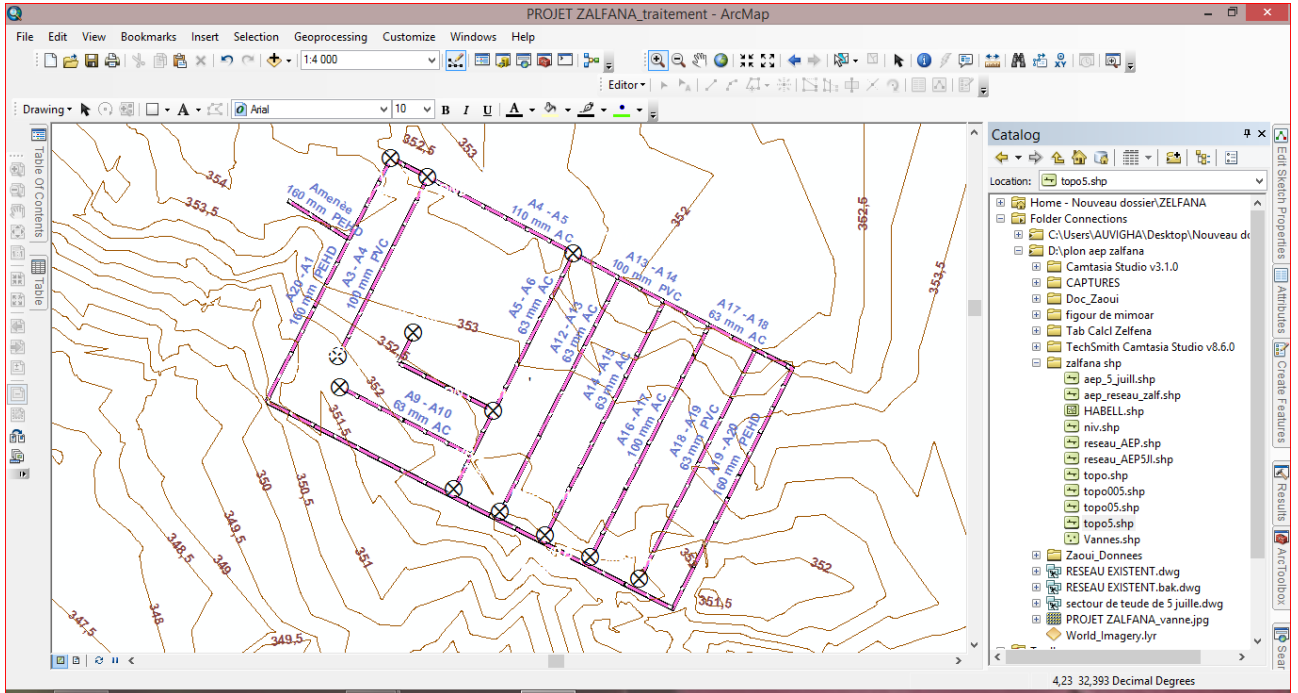 PROJET ZALFANA_traitement - ArcMap
File Edit View Bookmarks Insert Selection Geoprocessing Customize Windows Help
1:4 000
Editor
Drawing A Arial 10 B I U A
Table Of Contents
Table
352,5
353
354
353,5
Amenée
160 mm PEHD
A20 - A1
160 mm PEHD
A3 - A4
100 mm PVC
A4 - A5
110 mm AC
352
352,5
353,5
A13 - A14
100 mm PVC
A17 - A18
63 mm AC
A5 - A6
63 mm AC
A12 - A13
63 mm AC
A14 - A15
63 mm AC
A16 - A17
100 mm AC
A18 - A19
63 mm PVC
A19 - A20
160 mm PEHD
353
352,5
352
A9 - A10
63 mm AC
351,5
350
350,5
349,5
348,5
349
351
352
352
351,5
347,5
348
349,5
Catalog
Location: topo5.shp
Home - Nouveau dossier\ZELFANA
Folder Connections
C:\Users\AUVIGHA\Desktop\Nouveau do
D:\plon aep zalfana
Camtasia Studio v3.1.0
CAPTURES
Doc_Zaoui
figour de mimoar
Tab Calcl Zelfena
TechSmith Camtasia Studio v8.6.0
zalfana shp
aep_5_juill.shp
aep_reseau_zalf.shp
HABELL.shp
niv.shp
reseau_AEP.shp
reseau_AEP5JI.shp
topo.shp
topo005.shp
topo05.shp
topo5.shp
Vannes.shp
Zaoui_Donnees
RESEAU EXISTENT.dwg
RESEAU EXISTENT.bak.dwg
sectour de teude de 5 juille.dwg
PROJET ZALFANA_vanne.jpg
World_Imagery.lyr
Edit Sketch Properties
Attributes
Create Features
Results
ArcToolbox
Sear
4,23 32,393 Decimal Degrees